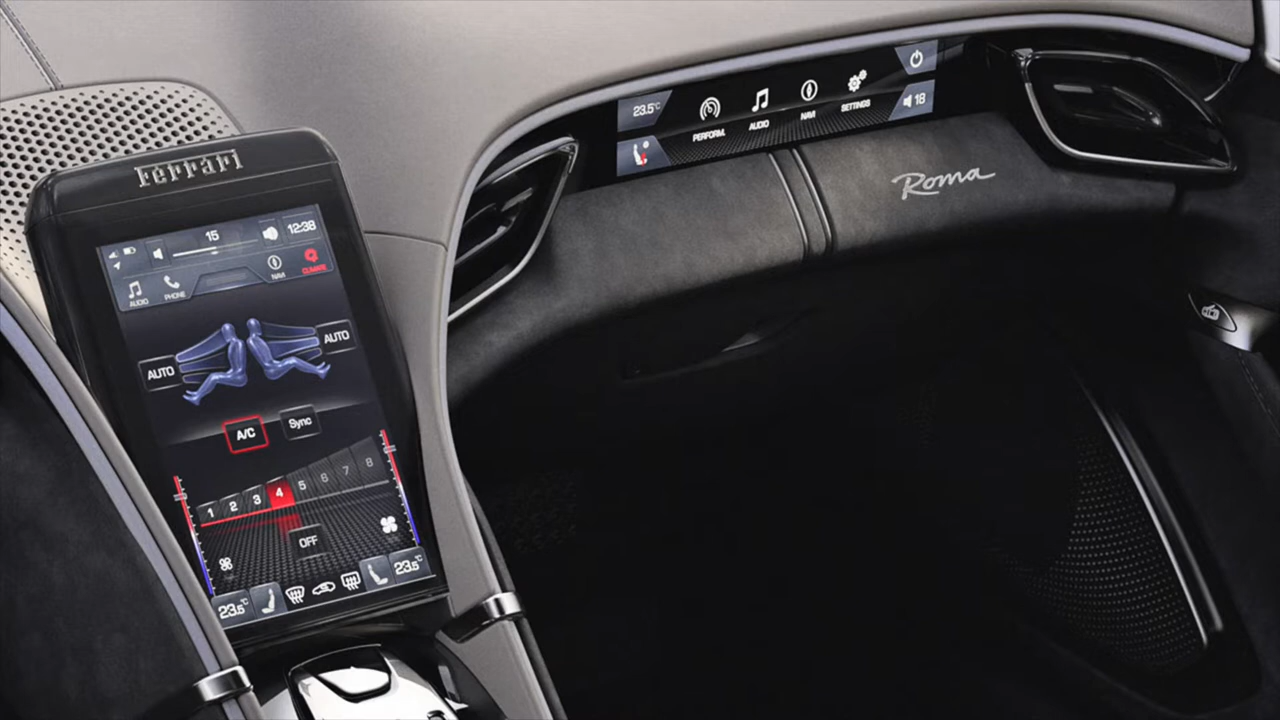 Ferrari
15
12:38
AUDIO
PHONE
NAVI
CLIMATE
AUTO
AUTO
A/C
Sync
1 2 3 4 5 6 7 8
OFF
23.5°C
23.5°C
23.5°C
PERFORM.
AUDIO
NAVI
SETTINGS
18
Roma